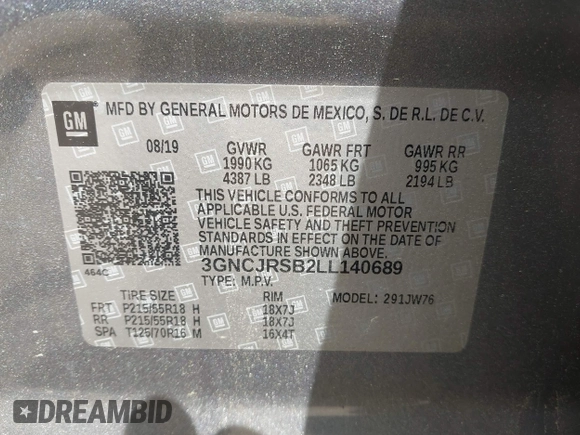 GM MFD BY GENERAL MOTORS DE MEXICO, S. DE R.L. DE C.V.
08/19 GVWR GAWR FRT GAWR RR
1990 KG 1065 KG 995 KG
4387 LB 2348 LB 2194 LB
THIS VEHICLE CONFORMS TO ALL
APPLICABLE U.S. FEDERAL MOTOR
VEHICLE SAFETY AND THEFT PREVENTION
STANDARDS IN EFFECT ON THE DATE OF
MANUFACTURE SHOWN ABOVE.
464C 3GNCJRSB2LL140689
TYPE: M.P.V.
TIRE SIZE RIM MODEL: 291JW76
FRT P215/55R18 H 18X7J
RR P215/55R18 H 18X7J
SPA T125/70R16 M 16X4T
DREAMBID